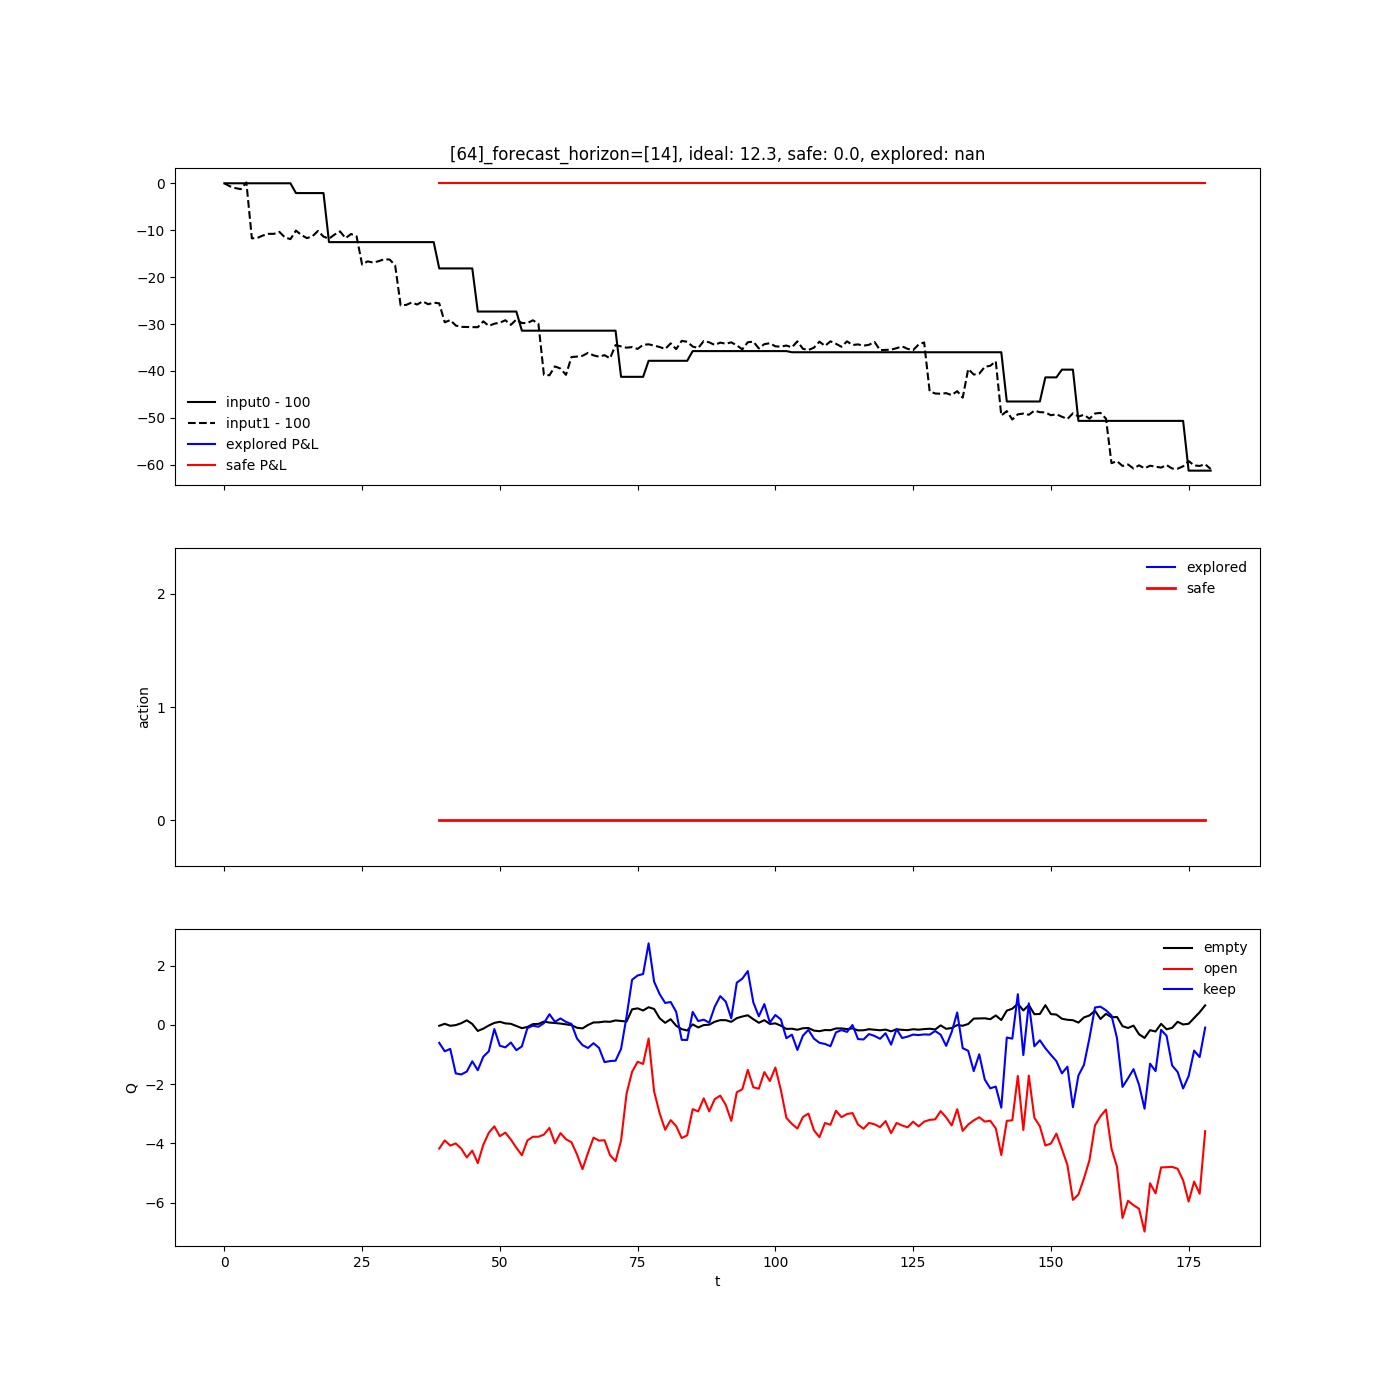 [64]_forecast_horizon=[14], ideal: 12.3, safe: 0.0, explored: nan
0
−10
−20
−30
−40
−50
−60
input0 - 100
input1 - 100
explored P&L
safe P&L
2
1
0
action
explored
safe
2
0
−2
−4
−6
Q
empty
open
keep
0
25
50
75
100
125
150
175
t